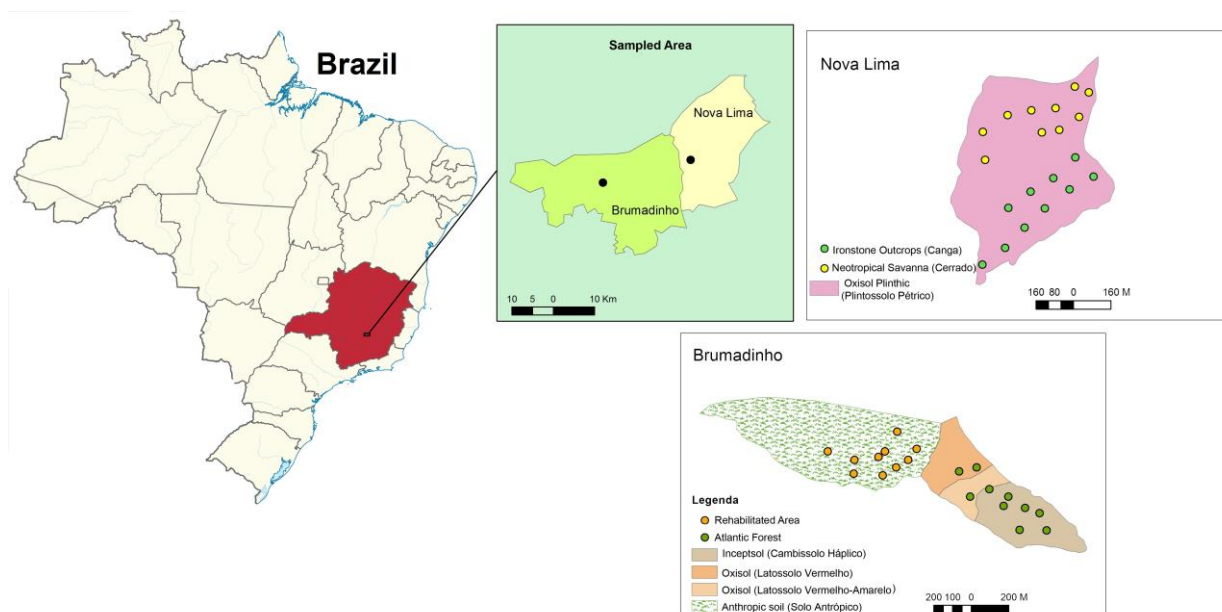 Brazil
Sampled Area
Nova Lima
Brumadinho
10 5 0 10 Km
Nova Lima
Ironstone Outcrops (Canga)
Neotropical Savanna (Cerrado)
Oxisol Plinthic
(Plintossolo Pétrico)
160 80 0 160 M
Brumadinho
Legenda
Rehabilitated Area
Atlantic Forest
Inceptsol (Cambissolo Háplico)
Oxisol (Latossolo Vermelho)
Oxisol (Latossolo Vermelho-Amarelo)
Anthropic soil (Solo Antrópico)
200 100 0 200 M